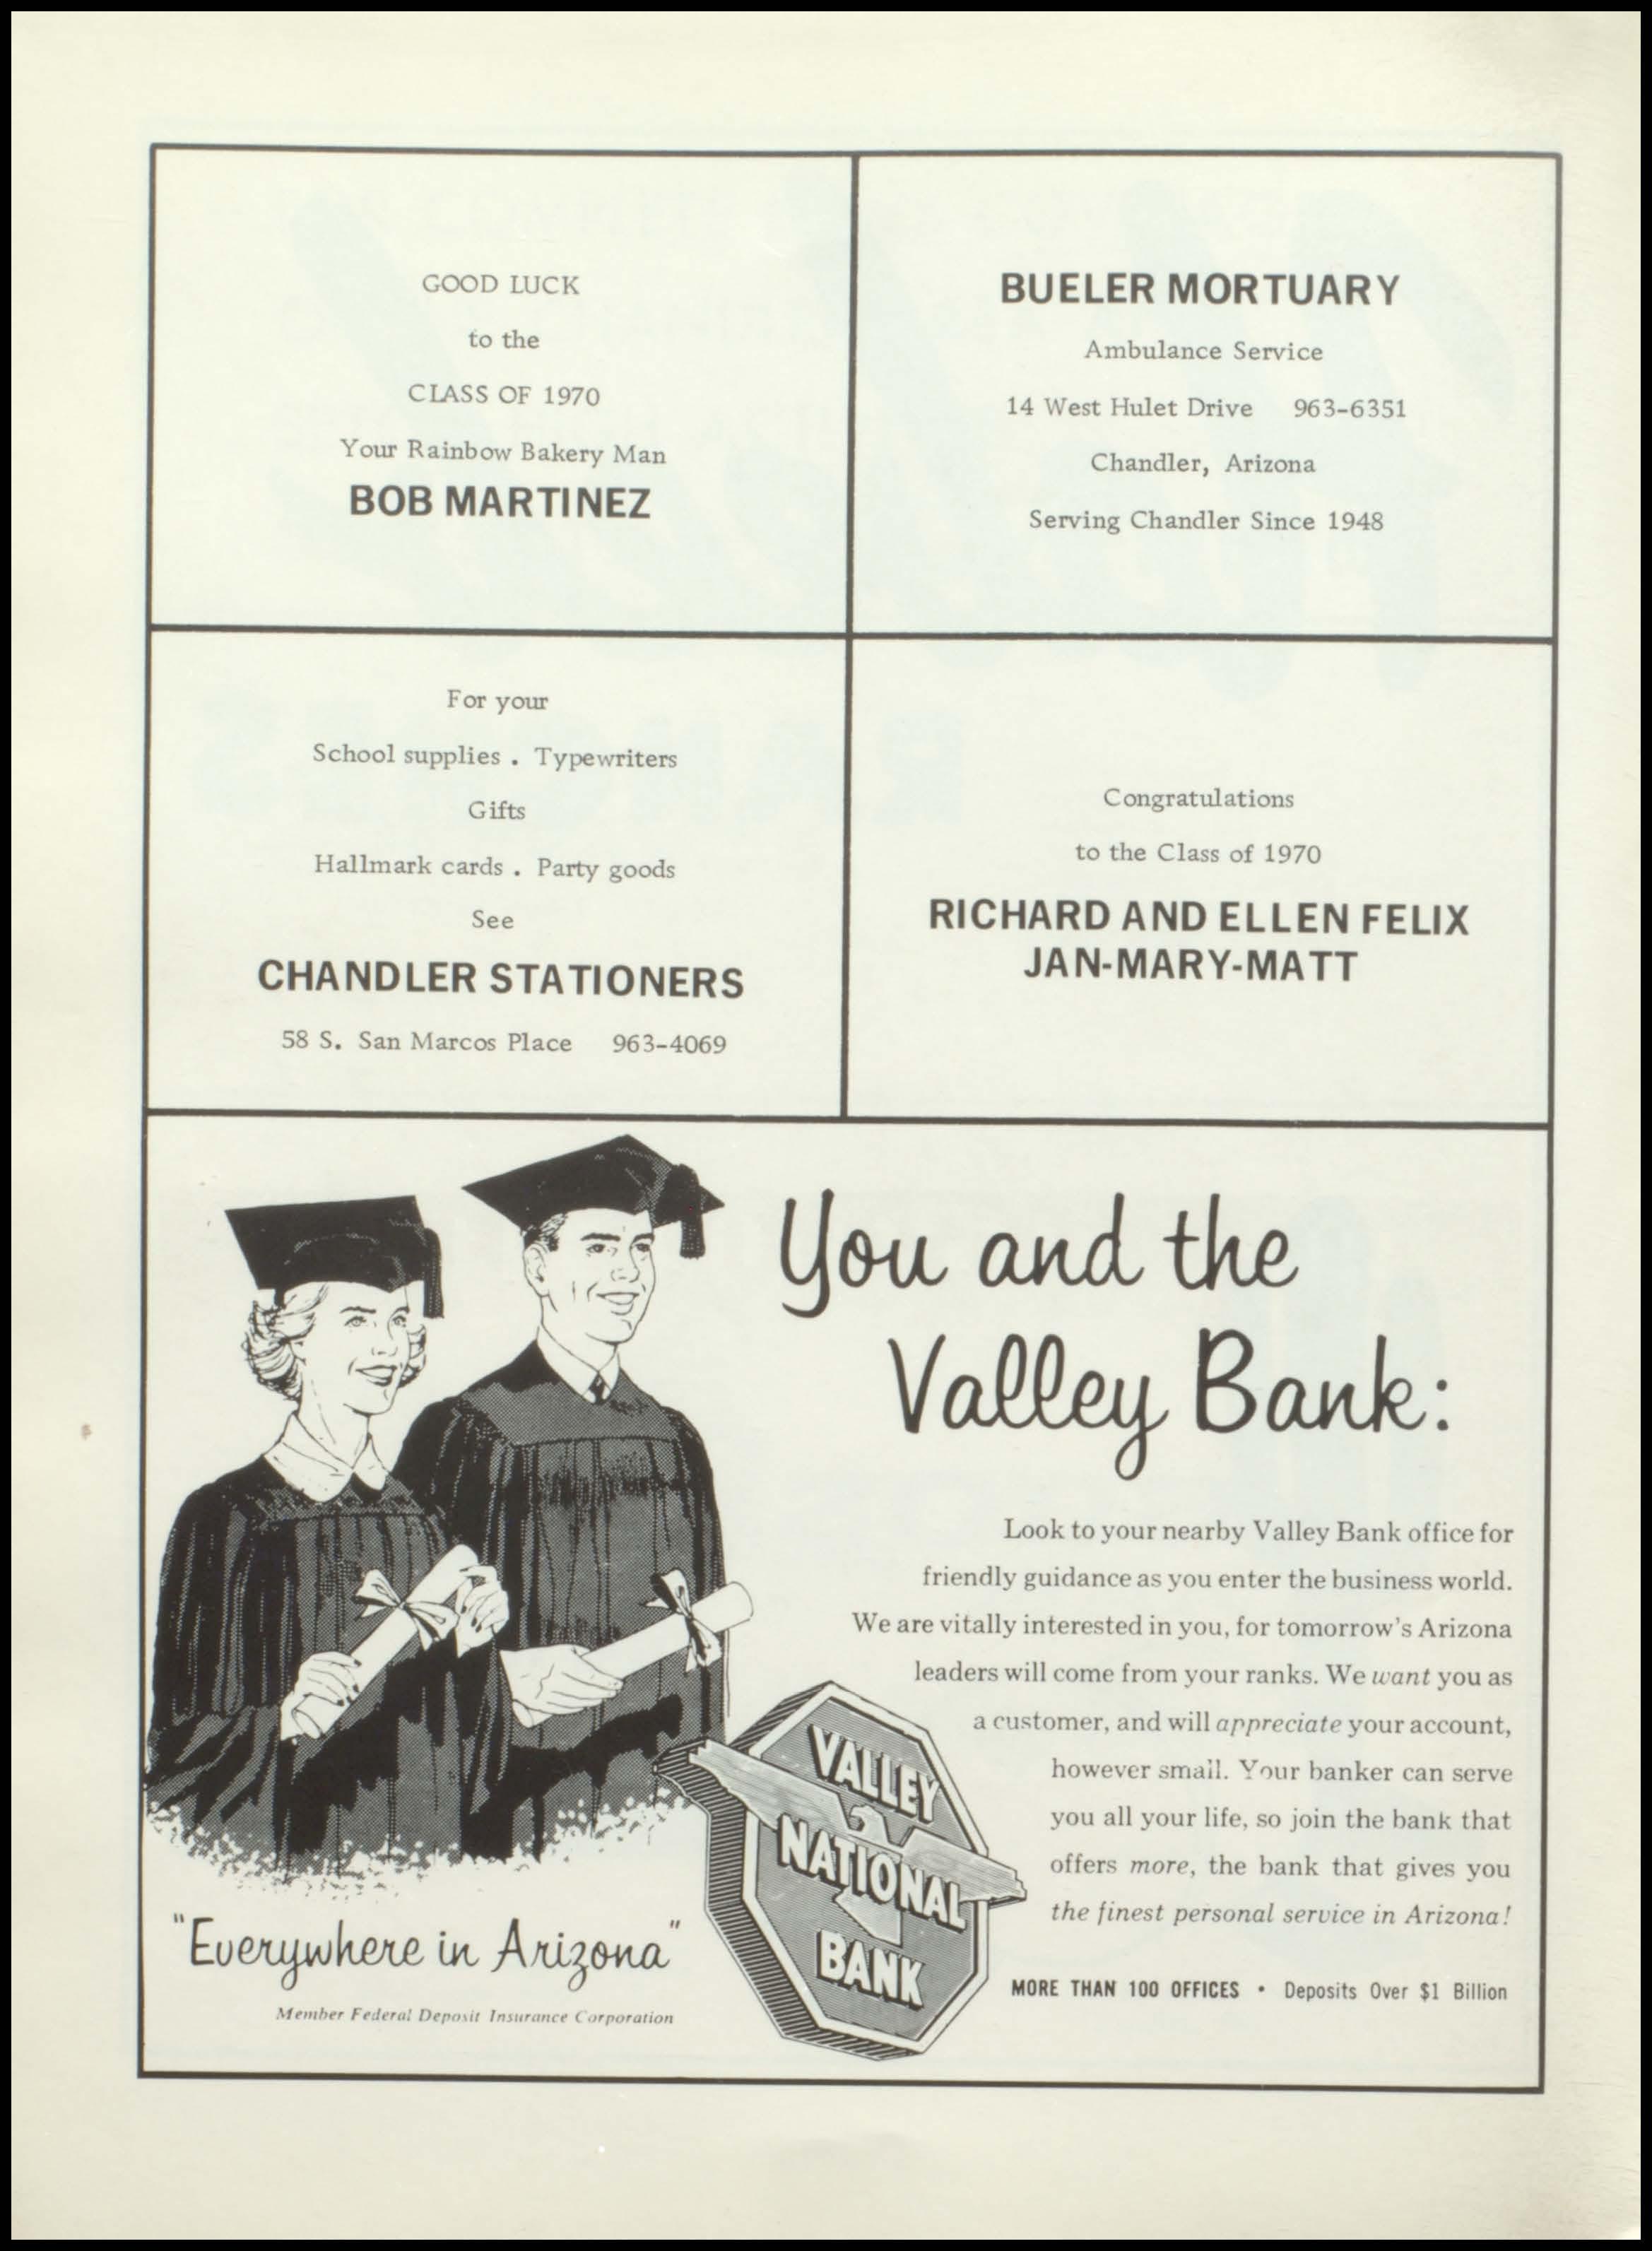 GOOD LUCK
to the
CLASS OF 1970
Your Rainbow Bakery Man
BOB MARTINEZ
BUELER MORTUARY
Ambulance Service
14 West Hulet Drive 963-6351
Chandler, Arizona
Serving Chandler Since 1948
For your
School supplies . Typewriters
Gifts
Hallmark cards . Party goods
See
CHANDLER STATIONERS
58 S. San Marcos Place 963-4069
Congratulations
to the Class of 1970
RICHARD AND ELLEN FELIX
JAN-MARY-MATT
You and the
Valley Bank:
Look to your nearby Valley Bank office for
friendly guidance as you enter the business world.
We are vitally interested in you, for tomorrow's Arizona
leaders will come from your ranks. We want you as
a customer, and will appreciate your account,
however small. Your banker can serve
you all your life, so join the bank that
offers more, the bank that gives you
the finest personal service in Arizona!
MORE THAN 100 OFFICES • Deposits Over $1 Billion
VALLEY
NATIONAL
BANK
"Everywhere in Arizona"
Member Federal Deposit Insurance Corporation